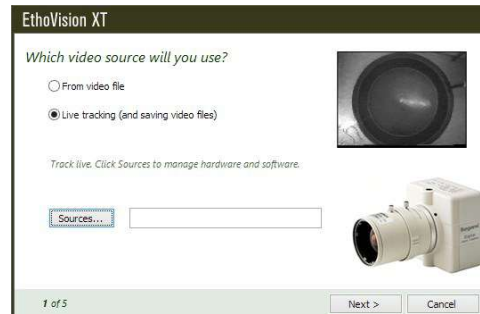 EthoVision XT
Which video source will you use?
From video file
Live tracking (and saving video files)
Track live. Click Sources to manage hardware and software.
Sources...
1 of 5
Next >
Cancel